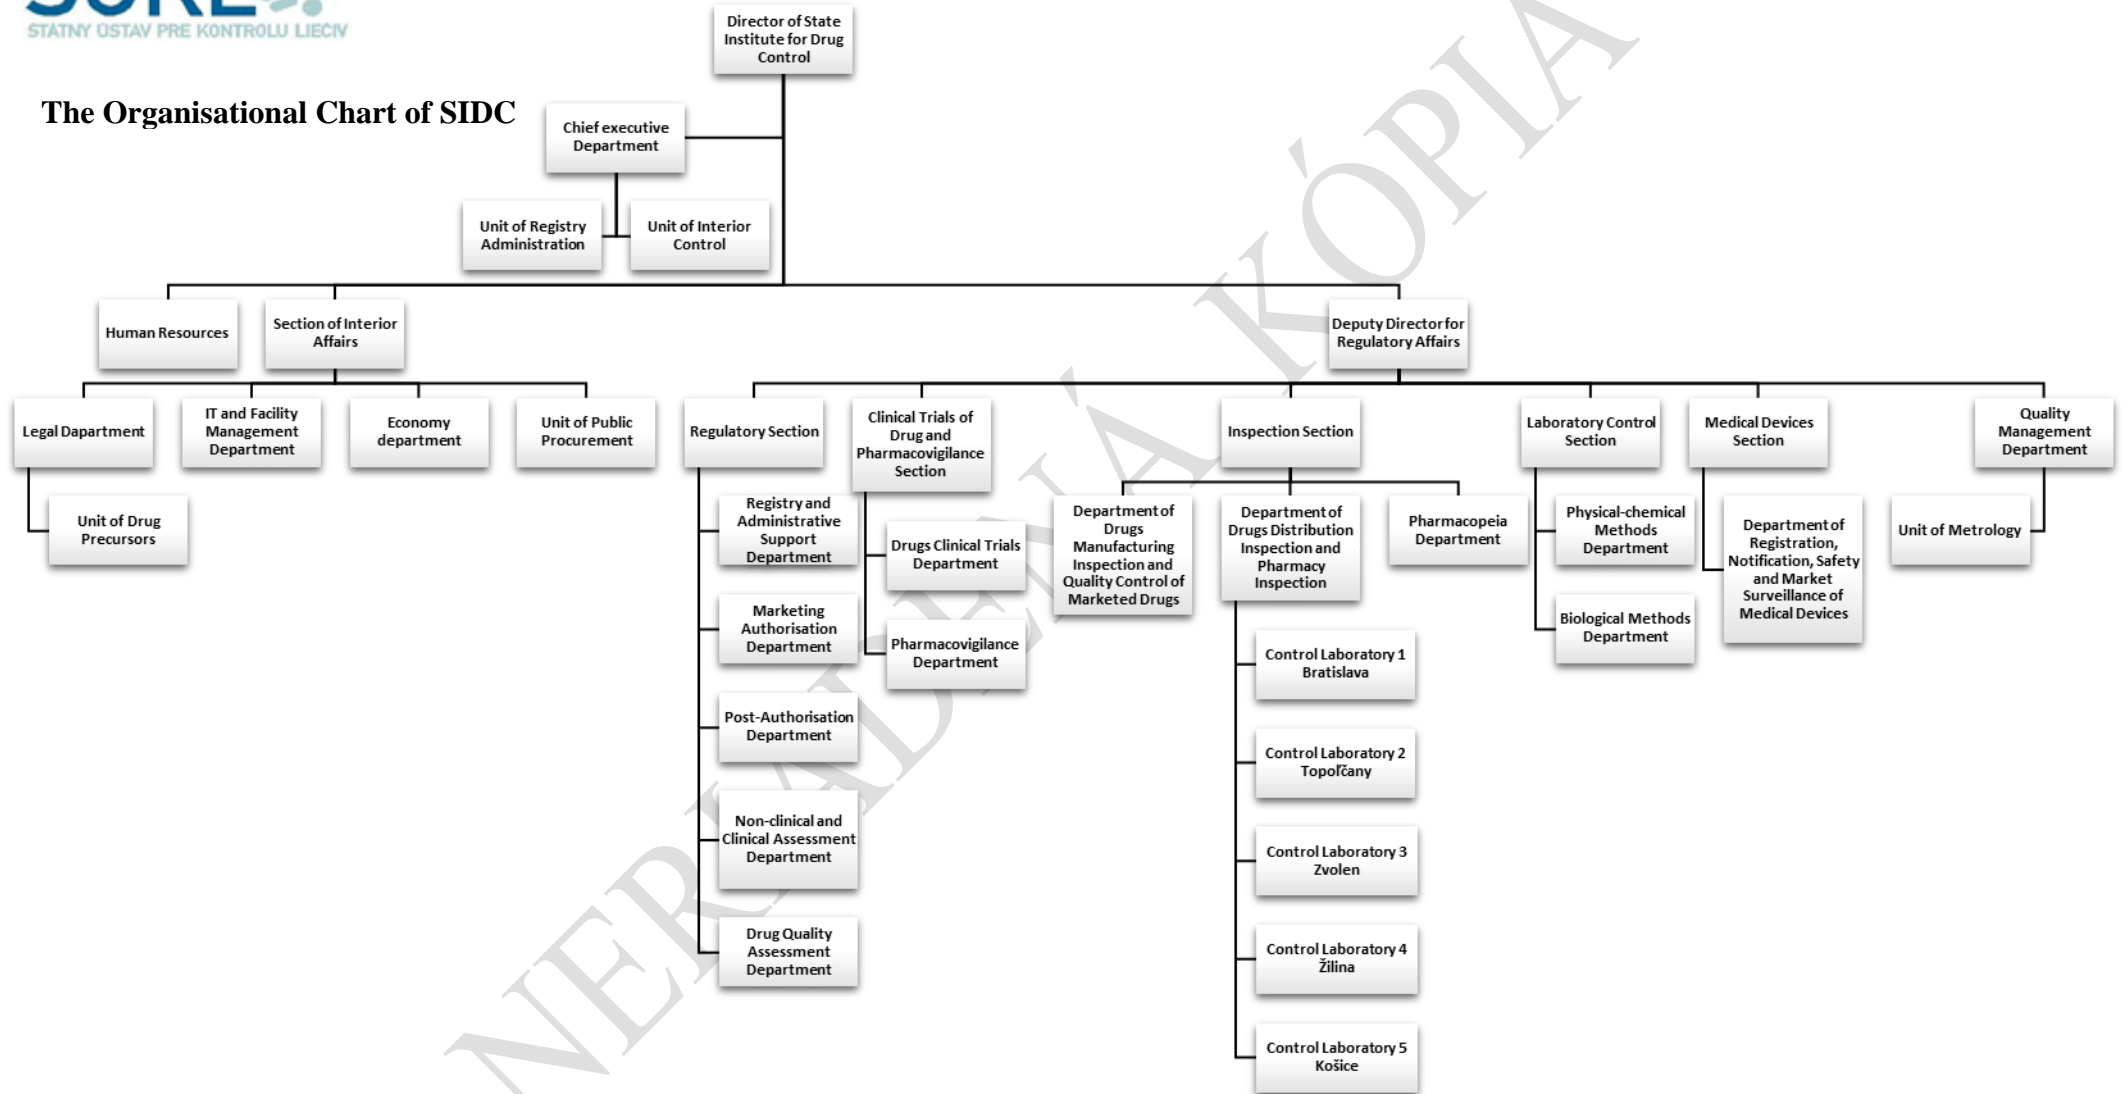 ŠTÁTNY ÚSTAV PRE KONTROLU LIEČIV
The Organisational Chart of SIDC
Director of State
Institute for Drug
Control
Chief executive
Department
Unit of Registry
Administration
Unit of Interior
Control
Human Resources
Section of Interior
Affairs
Deputy Director for
Regulatory Affairs
Legal Dapartment
IT and Facility
Management
Department
Economy
department
Unit of Public
Procurement
Regulatory Section
Clinical Trials of
Drug and
Pharmacovigilance
Section
Inspection Section
Laboratory Control
Section
Medical Devices
Section
Quality
Management
Department
Unit of Drug
Precursors
Registry and
Administrative
Support
Department
Marketing
Authorisation
Department
Post-Authorisation
Department
Non-clinical and
Clinical Assessment
Department
Drug Quality
Assessment
Department
Drugs Clinical Trials
Department
Pharmacovigilance
Department
Department of
Drugs
Manufacturing
Inspection and
Quality Control of
Marketed Drugs
Department of
Drugs Distribution
Inspection and
Pharmacy
Inspection
Pharmacopeia
Department
Control Laboratory 1
Bratislava
Control Laboratory 2
Topoľčany
Control Laboratory 3
Zvolen
Control Laboratory 4
Žilina
Control Laboratory 5
Košice
Physical-chemical
Methods
Department
Biological Methods
Department
Department of
Registration,
Notification, Safety
and Market
Surveillance of
Medical Devices
Unit of Metrology
NERIADENÁ KÓPIA